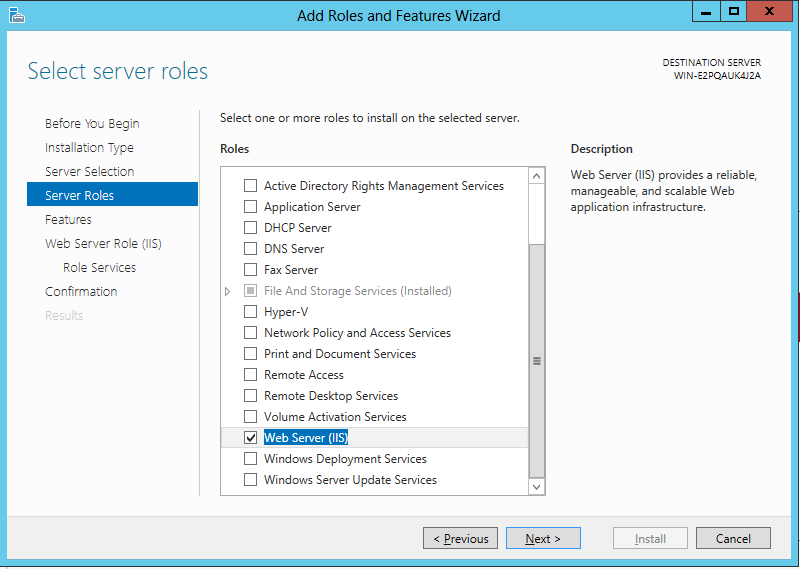 Add Roles and Features Wizard
Select server roles
DESTINATION SERVER
WIN-E2PQAUK4J2A
Before You Begin
Installation Type
Server Selection
Server Roles
Features
Web Server Role (IIS)
Role Services
Confirmation
Results
Select one or more roles to install on the selected server.
Roles
Active Directory Rights Management Services
Application Server
DHCP Server
DNS Server
Fax Server
File And Storage Services (Installed)
Hyper-V
Network Policy and Access Services
Print and Document Services
Remote Access
Remote Desktop Services
Volume Activation Services
Web Server (IIS)
Windows Deployment Services
Windows Server Update Services
Description
Web Server (IIS) provides a reliable,
manageable, and scalable Web
application infrastructure.
< Previous
Next >
Install
Cancel